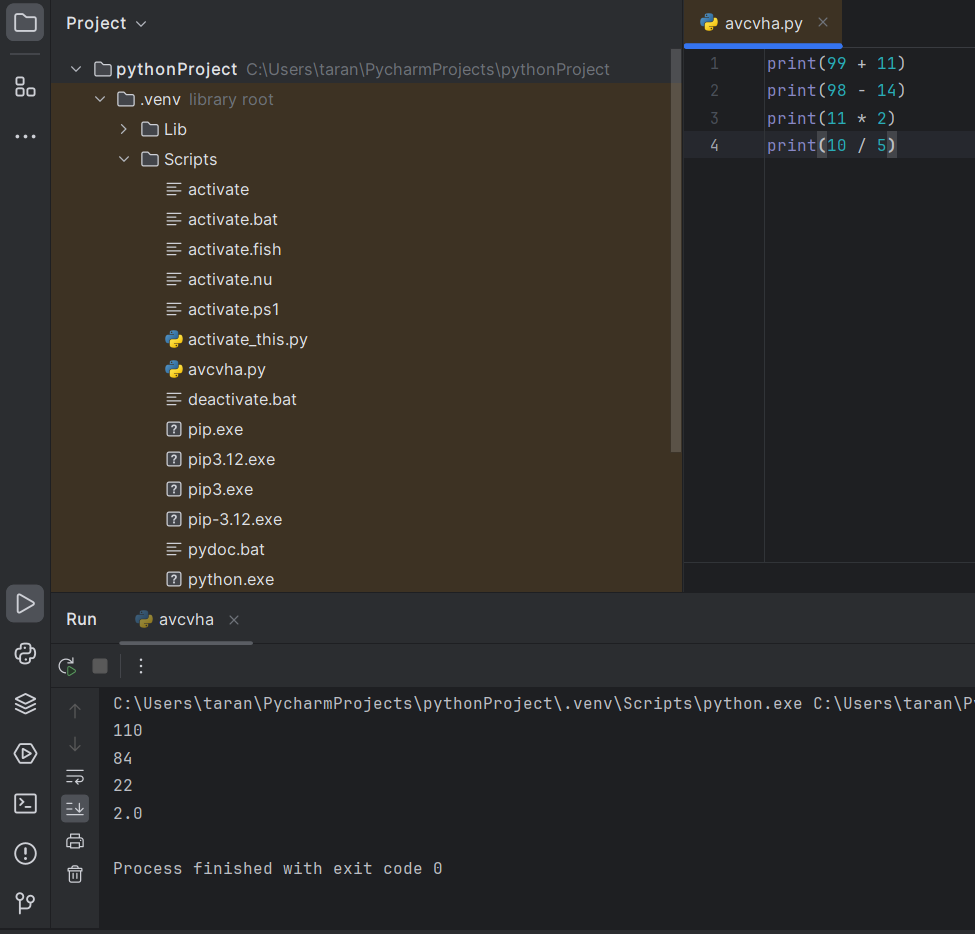 Project
pythonProject C:\Users\taran\PycharmProjects\pythonProject
.venv library root
Lib
Scripts
activate
activate.bat
activate.fish
activate.nu
activate.ps1
activate_this.py
avcvha.py
deactivate.bat
pip.exe
pip3.12.exe
pip3.exe
pip-3.12.exe
pydoc.bat
python.exe
avcvha.py
1 print(99 + 11)
2 print(98 - 14)
3 print(11 * 2)
4 print(10 / 5)
Run avcvha
C:\Users\taran\PycharmProjects\pythonProject\.venv\Scripts\python.exe C:\Users\taran\P
110
84
22
2.0
Process finished with exit code 0